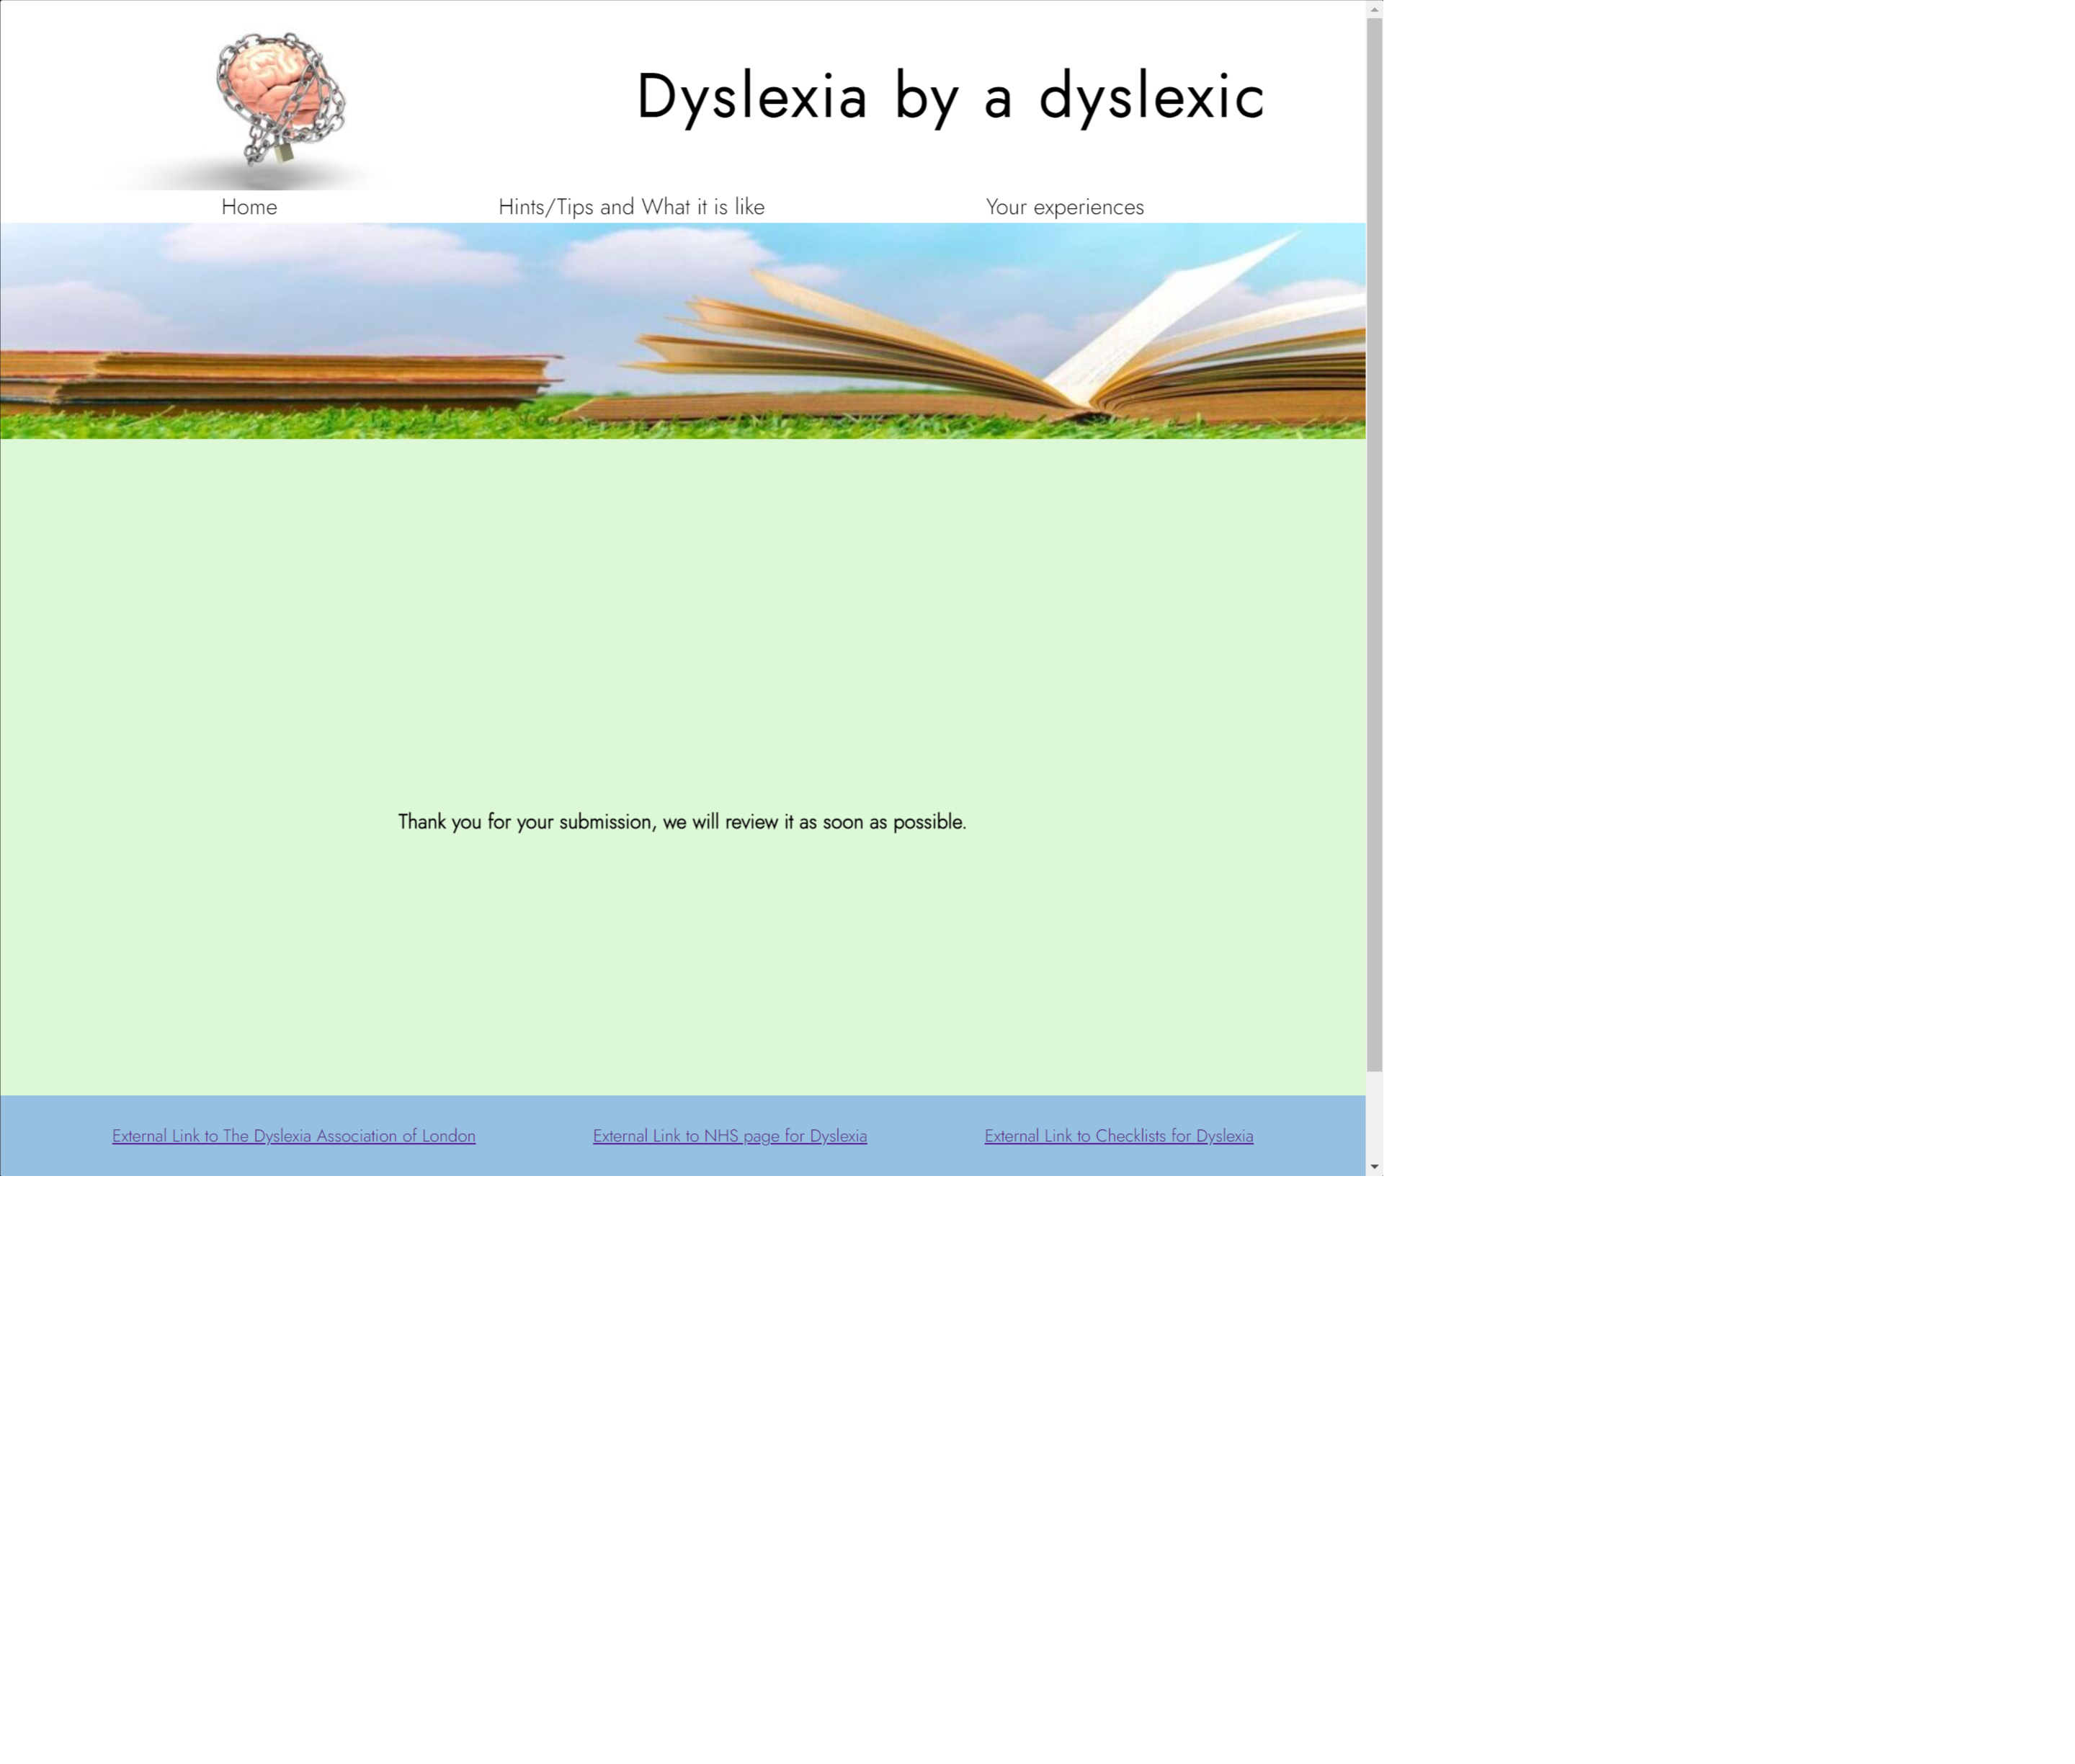 Dyslexia by a dyslexic
Home
Hints/Tips and What it is like
Your experiences
Thank you for your submission, we will review it as soon as possible.
External Link to The Dyslexia Association of London
External Link to NHS page for Dyslexia
External Link to Checklists for Dyslexia